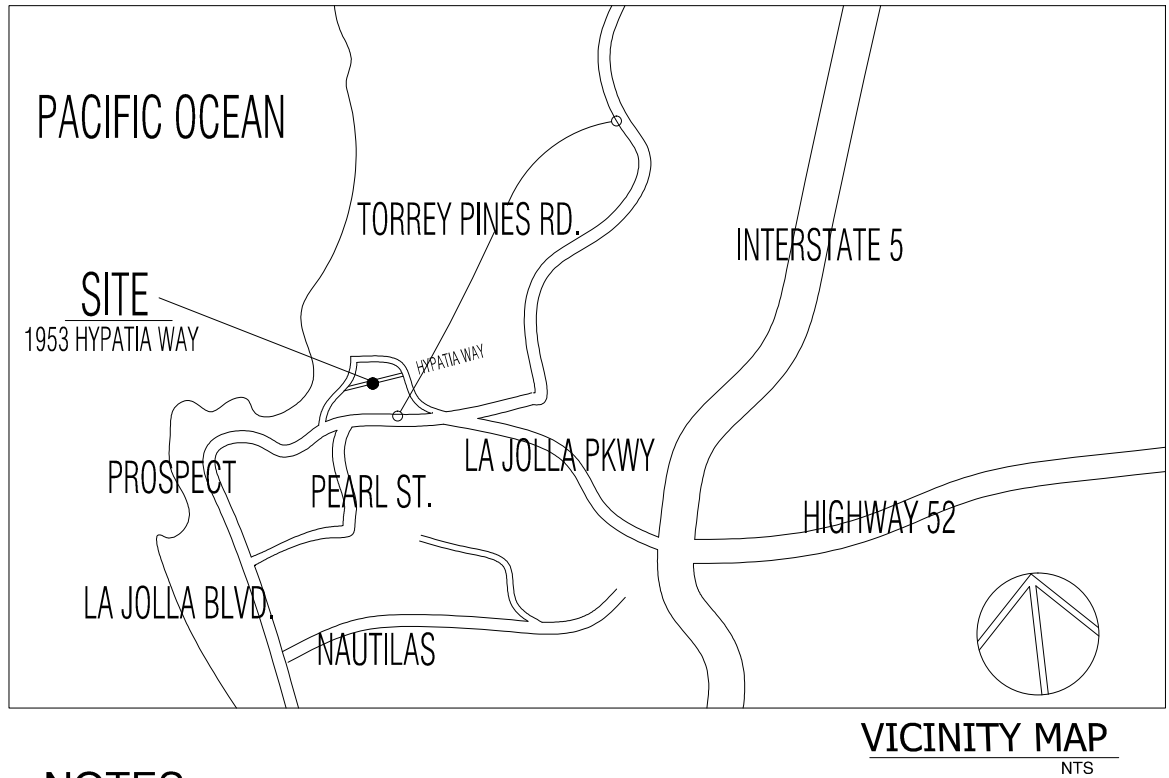 PACIFIC OCEAN
TORREY PINES RD.
INTERSTATE 5
SITE
1953 HYPATIA WAY
HYPATIA WAY
LA JOLLA PKWY
PROSPECT
PEARL ST.
HIGHWAY 52
LA JOLLA BLVD.
NAUTILAS
VICINITY MAP
NTS
NOTES